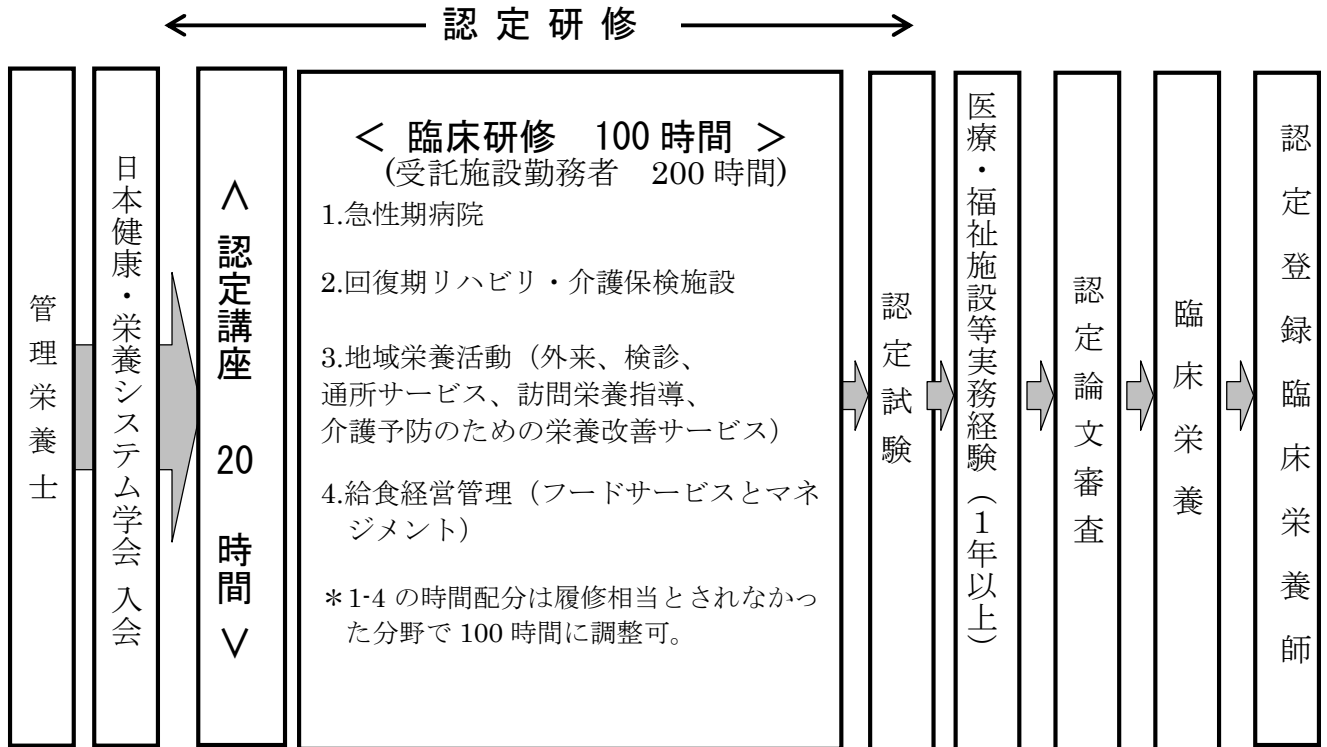 認定研修
管理栄養士
日本健康・栄養システム学会 入会
＜認定講座 20 時間＞
＜ 臨床研修 100 時間 ＞
(受託施設勤務者 200 時間)
1.急性期病院
2.回復期リハビリ・介護保検施設
3.地域栄養活動（外来、検診、
通所サービス、訪問栄養指導、
介護予防のための栄養改善サービス）
4.給食経営管理（フードサービスとマネ
ジメント）
＊1-4 の時間配分は履修相当とされなかっ
た分野で 100 時間に調整可。
認定試験
医療・福祉施設等実務経験（1年以上）
認定論文審査
臨床栄養
認定登録臨床栄養師